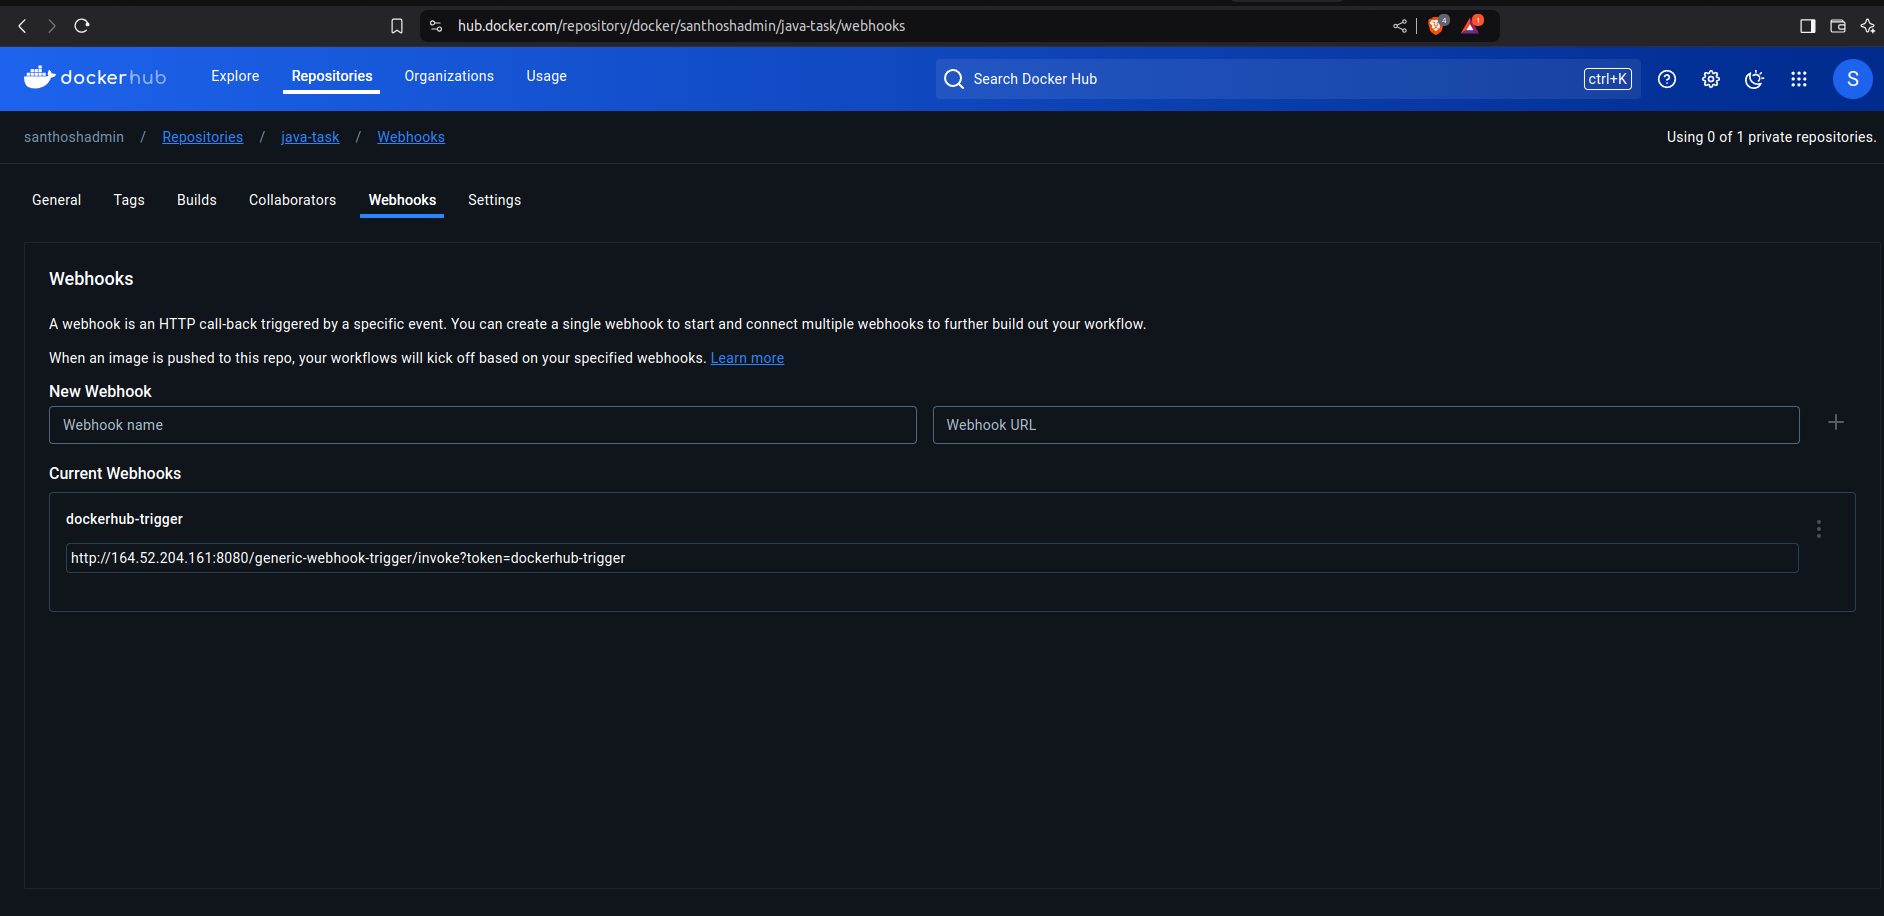 hub.docker.com/repository/docker/santhoshadmin/java-task/webhooks
4
1
dockerhub
Explore
Repositories
Organizations
Usage
Search Docker Hub
ctrl+K
S
santhoshadmin / Repositories / java-task / Webhooks
Using 0 of 1 private repositories.
General
Tags
Builds
Collaborators
Webhooks
Settings
Webhooks
A webhook is an HTTP call-back triggered by a specific event. You can create a single webhook to start and connect multiple webhooks to further build out your workflow.
When an image is pushed to this repo, your workflows will kick off based on your specified webhooks. Learn more
New Webhook
Webhook name
Webhook URL
Current Webhooks
dockerhub-trigger
http://164.52.204.161:8080/generic-webhook-trigger/invoke?token=dockerhub-trigger